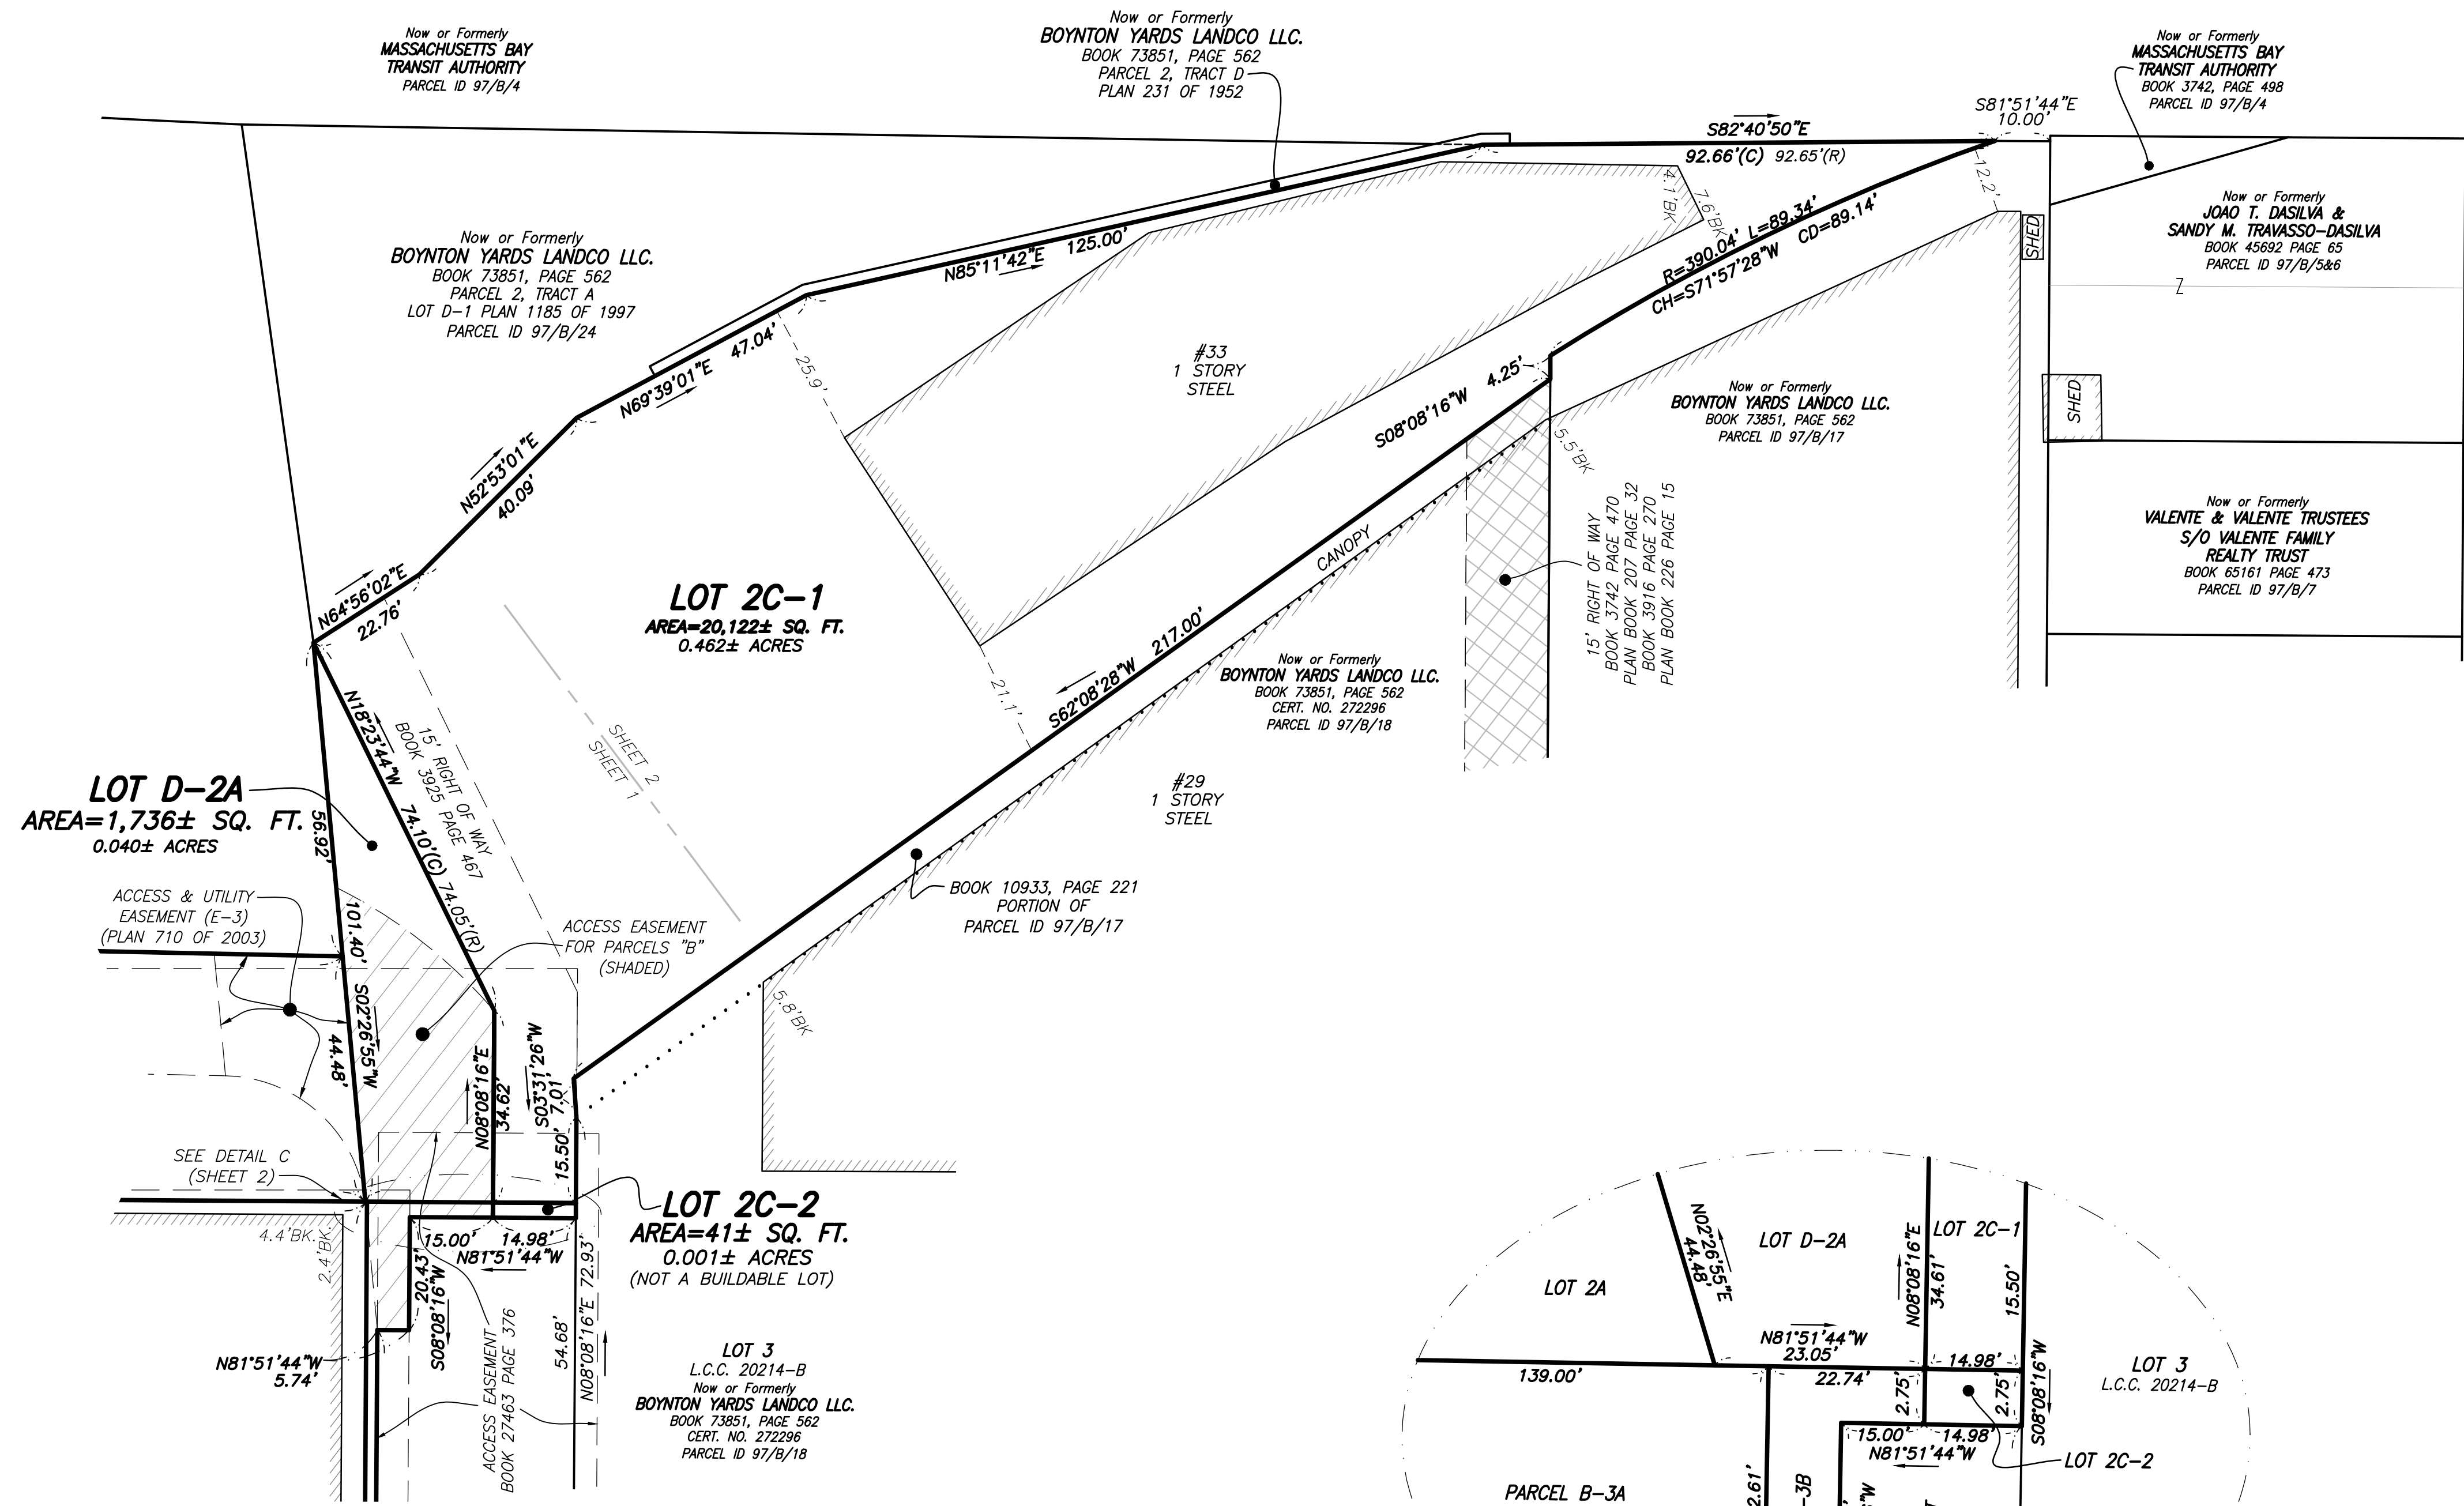 Now or Formerly
MASSACHUSETTS BAY
TRANSIT AUTHORITY
PARCEL ID 97/B/4
Now or Formerly
BOYNTON YARDS LANDCO LLC.
BOOK 73851, PAGE 562
PARCEL 2, TRACT D
PLAN 231 OF 1952
Now or Formerly
MASSACHUSETTS BAY
TRANSIT AUTHORITY
BOOK 3742, PAGE 498
PARCEL ID 97/B/4
S81°51'44"E
10.00'
S82°40'50"E
92.66'(C) 92.65'(R)
12.2'
4.1'BK
7.6'BK
R=390.04' L=89.34'
CH=S71°57'28"W CD=89.14'
SHED
Now or Formerly
JOAO T. DASILVA &
SANDY M. TRAVASSO-DASILVA
BOOK 45692 PAGE 65
PARCEL ID 97/B/5&6
Z
Now or Formerly
BOYNTON YARDS LANDCO LLC.
BOOK 73851, PAGE 562
PARCEL 2, TRACT A
LOT D-1 PLAN 1185 OF 1997
PARCEL ID 97/B/24
N85°11'42"E 125.00'
N69°39'01"E 47.04'
25.9'
#33
1 STORY
STEEL
S08°08'16"W 4.25'
Now or Formerly
BOYNTON YARDS LANDCO LLC.
BOOK 73851, PAGE 562
PARCEL ID 97/B/17
SHED
5.5'BK
N52°53'01"E
40.09'
15' RIGHT OF WAY
BOOK 3742 PAGE 470
PLAN BOOK 207 PAGE 32
BOOK 3916 PAGE 270
PLAN BOOK 226 PAGE 15
Now or Formerly
VALENTE & VALENTE TRUSTEES
S/O VALENTE FAMILY
REALTY TRUST
BOOK 65161 PAGE 473
PARCEL ID 97/B/7
CANOPY
N64°56'02"E
22.76'
LOT 2C-1
AREA=20,122± SQ. FT.
0.462± ACRES
S62°08'28"W 217.00'
21.1'
Now or Formerly
BOYNTON YARDS LANDCO LLC.
BOOK 73851, PAGE 562
CERT. NO. 272296
PARCEL ID 97/B/18
SHEET 2
SHEET 1
N18°23'44"W 74.10'(C) 74.05'(R)
15' RIGHT OF WAY
BOOK 3925 PAGE 467
LOT D-2A
AREA=1,736± SQ. FT.
0.040± ACRES
#29
1 STORY
STEEL
56.92'
101.40' S02°26'55"W
44.48'
ACCESS & UTILITY
EASEMENT (E-3)
(PLAN 710 OF 2003)
ACCESS EASEMENT
FOR PARCELS "B"
(SHADED)
BOOK 10933, PAGE 221
PORTION OF
PARCEL ID 97/B/17
5.8'BK
N08°08'16"E
34.62'
S03°31'26"W
7.01'
15.50'
SEE DETAIL C
(SHEET 2)
LOT 2C-2
AREA=41± SQ. FT.
0.001± ACRES
(NOT A BUILDABLE LOT)
4.4'BK.
2.4'BK.
15.00' 14.98'
N81°51'44"W
20.43'
S08°08'16"W
N81°51'44"W
5.74'
ACCESS EASEMENT
BOOK 27463 PAGE 376
54.68'
N08°08'16"E 72.93'
LOT 3
L.C.C. 20214-B
Now or Formerly
BOYNTON YARDS LANDCO LLC.
BOOK 73851, PAGE 562
CERT. NO. 272296
PARCEL ID 97/B/18
LOT 2A
N02°26'55"E
44.48'
LOT D-2A
N08°08'16"E
34.61'
LOT 2C-1
15.50'
N81°51'44"W
23.05'
139.00'
22.74'
14.98'
2.75'
2.75'
S08°08'16"W
LOT 3
L.C.C. 20214-B
15.00' 14.98'
N81°51'44"W
LOT 2C-2
PARCEL B-3A
2.61'
-3B
"W